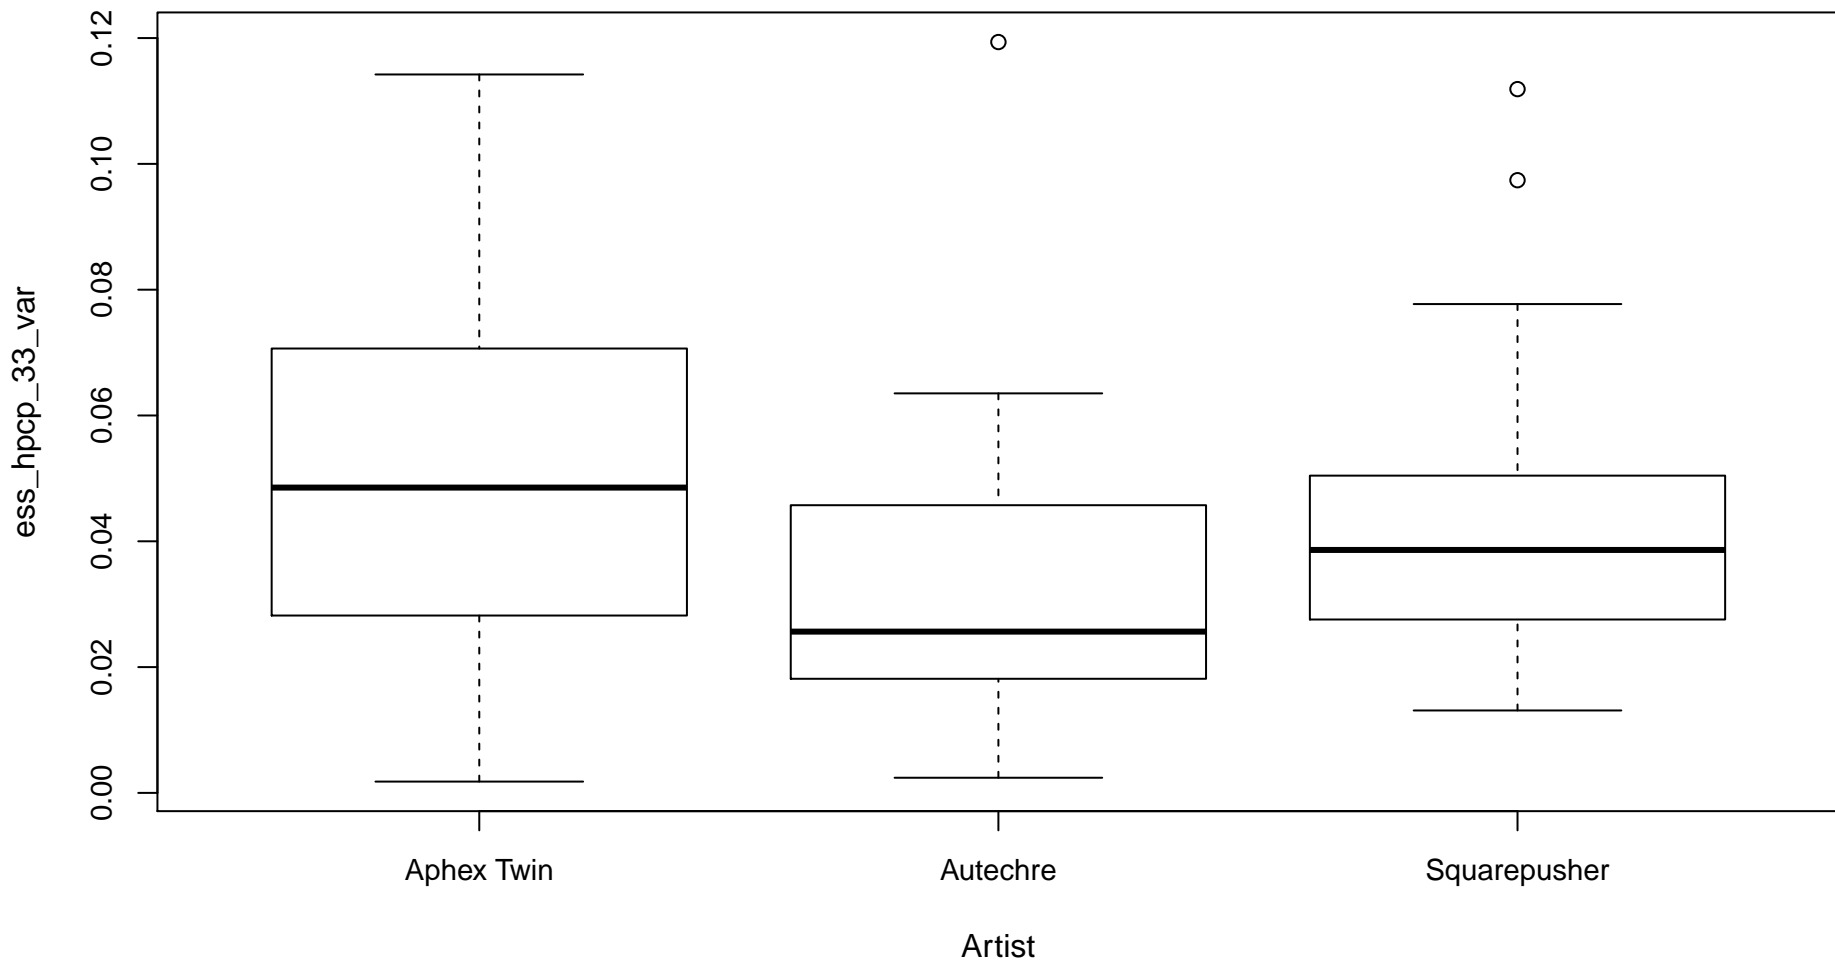 0.12
0.10
0.08
0.06
0.04
0.02
0.00
ess_hpcp_33_var
Aphex Twin
Autechre
Squarepusher
Artist